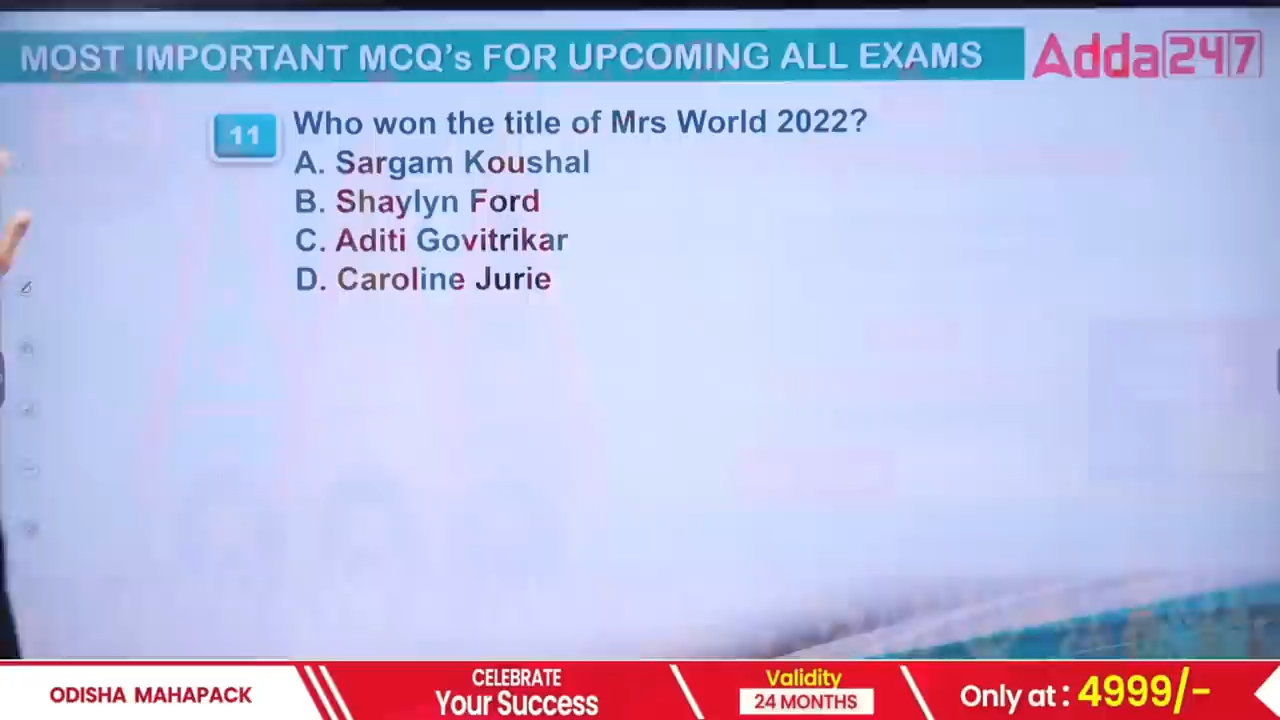 MOST IMPORTANT MCQ's FOR UPCOMING ALL EXAMS
Adda247
11
Who won the title of Mrs World 2022?
A. Sargam Koushal
B. Shaylyn Ford
C. Aditi Govitrikar
D. Caroline Jurie
ODISHA MAHAPACK
CELEBRATE
Your Success
Validity
24 MONTHS
Only at : 4999/-